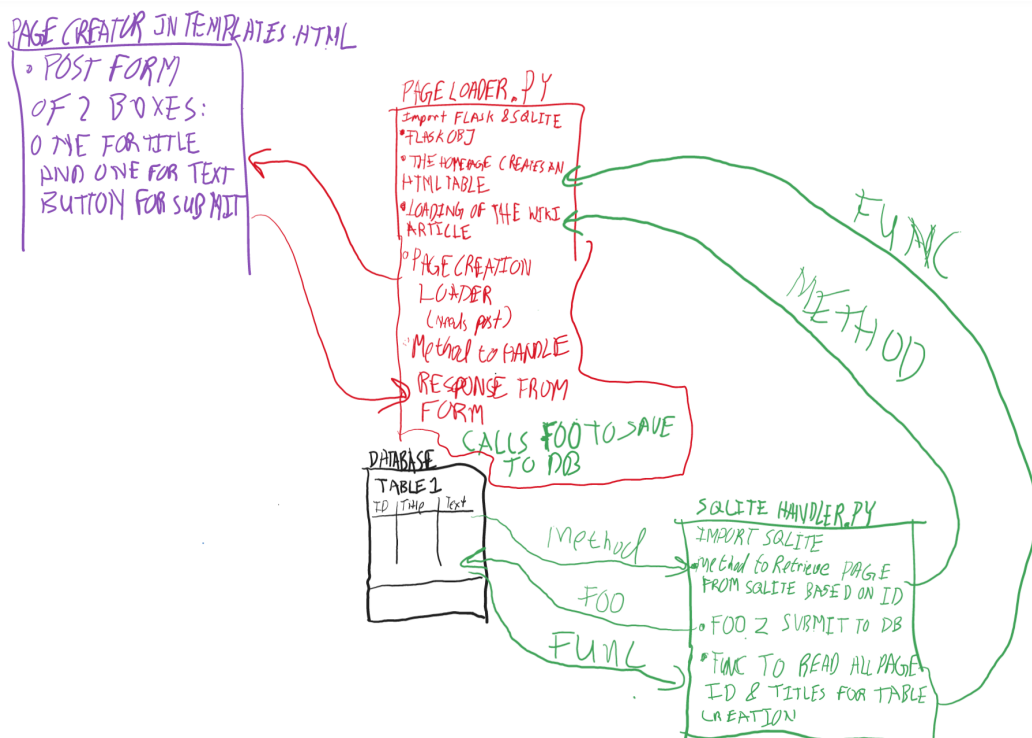 PAGE CREATOR IN TEMPLATES.HTML
• POST FORM
OF 2 BOXES:
ONE FOR TITLE
AND ONE FOR TEXT
BUTTON FOR SUBMIT
PAGE LOADER.PY
Import FLASK & SQLITE
• FLASK OBJ
• THE HOMEPAGE CREATES AN
HTML TABLE
• LOADING OF THE WIKI
ARTICLE
• PAGE CREATION
LOADER
(needs post)
• Method to HANDLE
RESPONSE FROM
FORM
CALLS FOO TO SAVE
TO DB
DATABASE
TABLE 1
ID Title Text
Method
FOO
FUNC
FUNC
METHOD
SQLITE HANDLER.PY
IMPORT SQLITE
• Method to Retrieve PAGE
FROM SQLITE BASED ON ID
• FOO 2 SUBMIT TO DB
• FUNC TO READ ALL PAGE
ID & TITLES FOR TABLE
CREATION